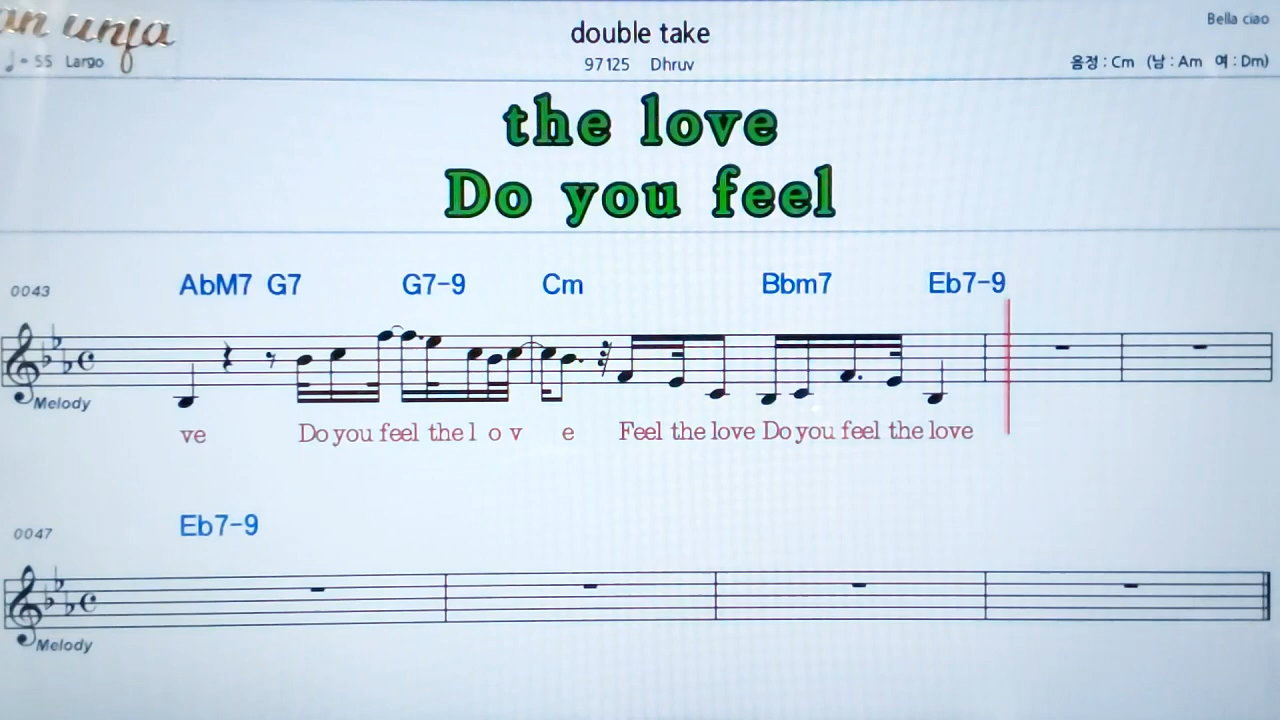 double take
Bella ciao
♩= 55 Largo
97125 Dhruv
음정 : Cm (남 : Am 여 : Dm)
the love
Do you feel
0043
AbM7 G7 G7-9 Cm Bbm7 Eb7-9
Melody
ve Do you feel the l o v e Feel the love Do you feel the love
0047
Eb7-9
Melody